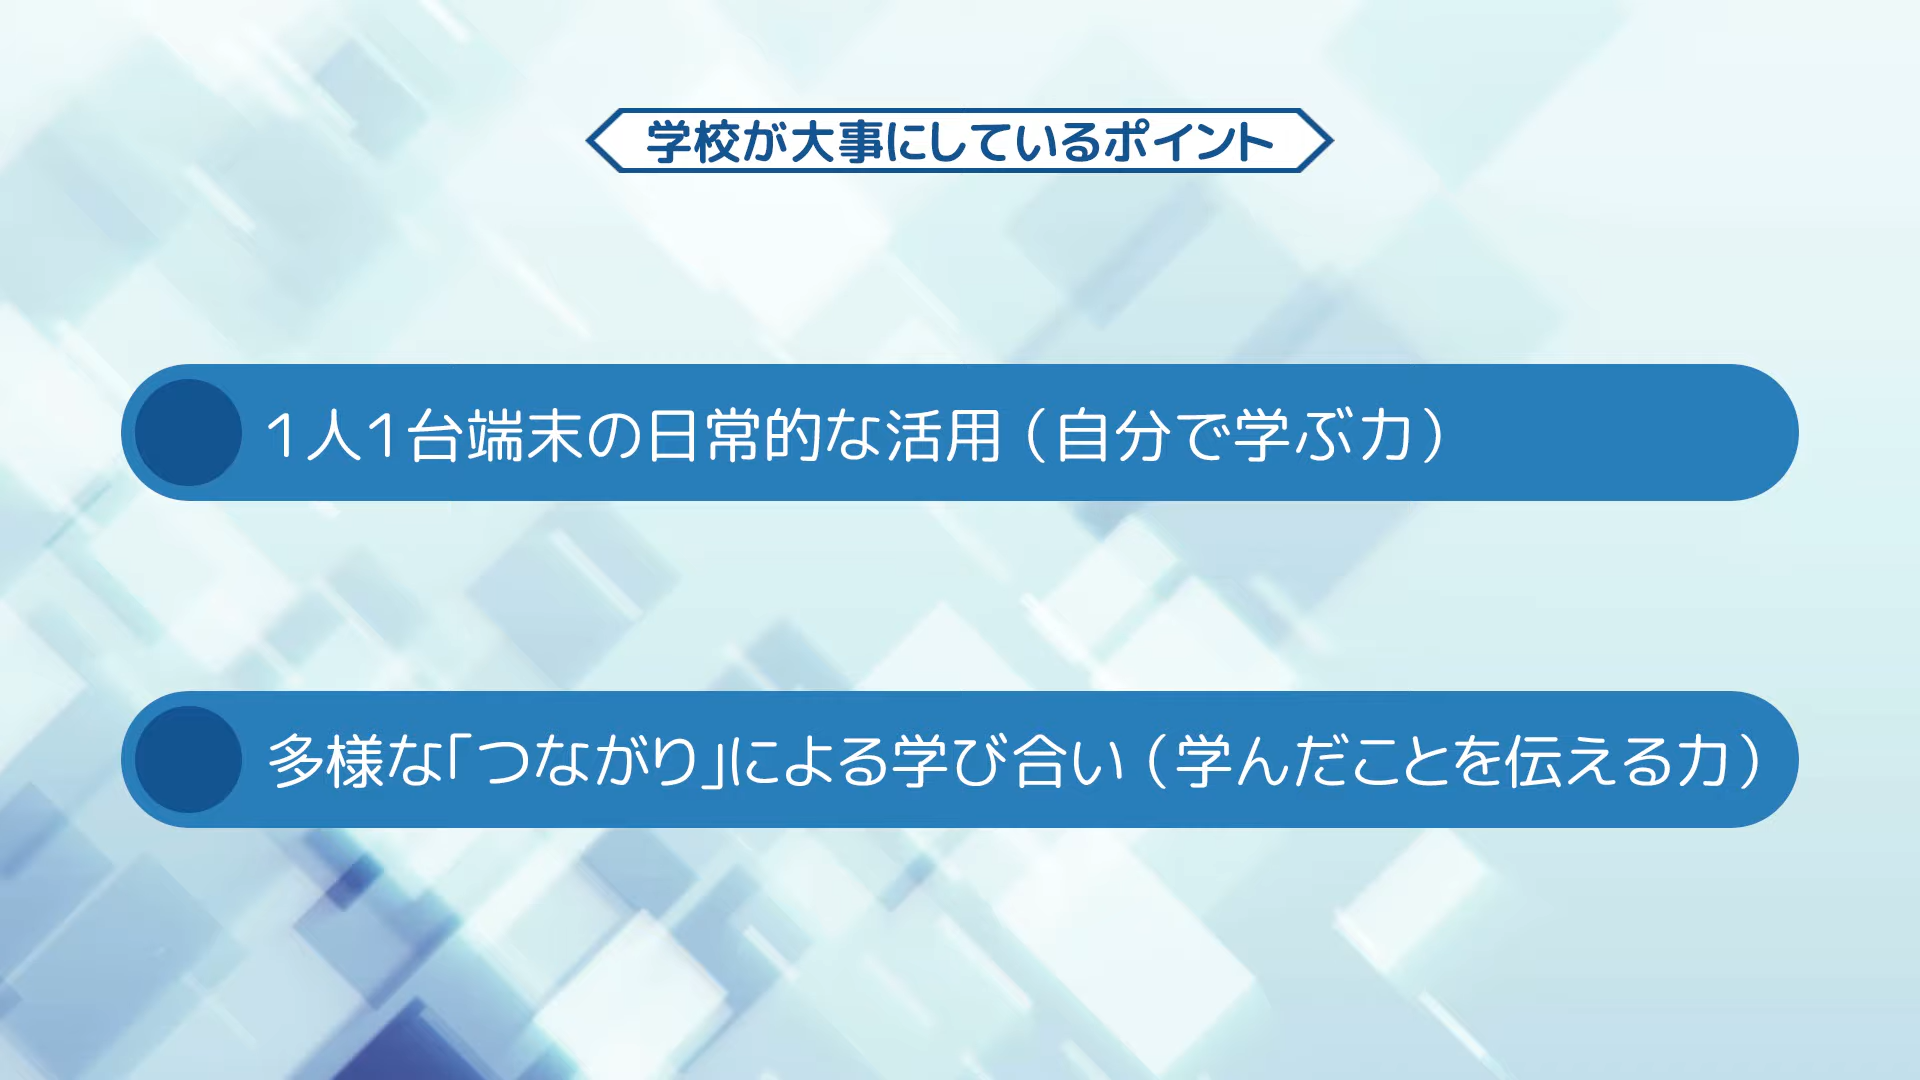 学校が大事にしているポイント
1人1台端末の日常的な活用（自分で学ぶ力）
多様な「つながり」による学び合い（学んだことを伝える力）